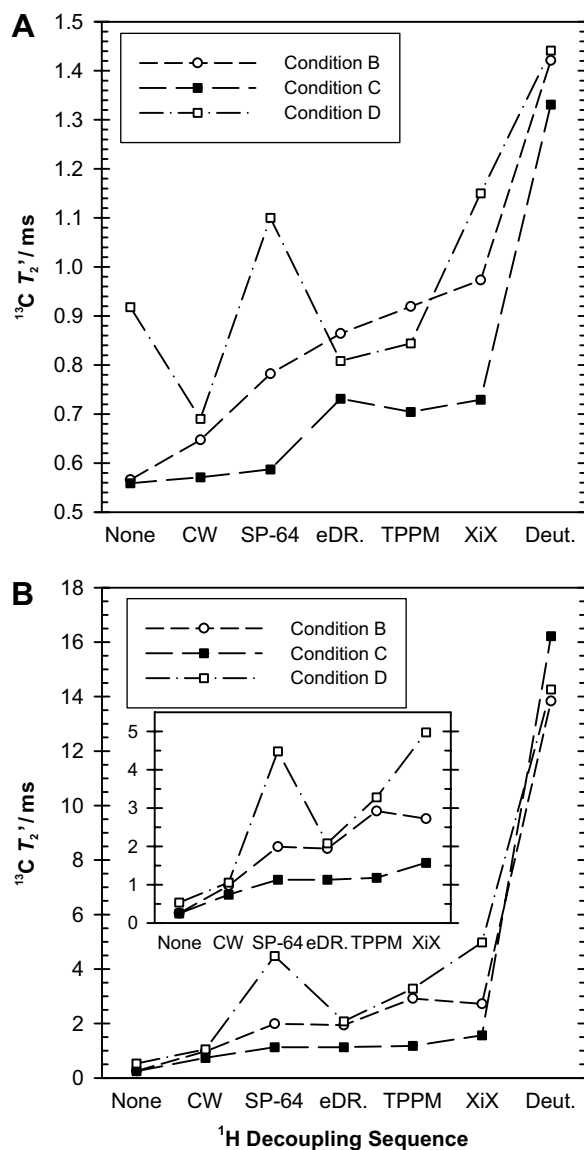 A
1.5
1.4
1.3
1.2
1.1
1.0
0.9
0.8
0.7
0.6
0.5
¹³C T₂’/ ms
Condition B
Condition C
Condition D
None CW SP-64 eDR. TPPM XiX Deut.
B
18
16
14
12
10
8
6
4
2
0
¹³C T₂’/ ms
Condition B
Condition C
Condition D
5
4
3
2
1
0
None CW SP-64 eDR. TPPM XiX
None CW SP-64 eDR. TPPM XiX Deut.
¹H Decoupling Sequence